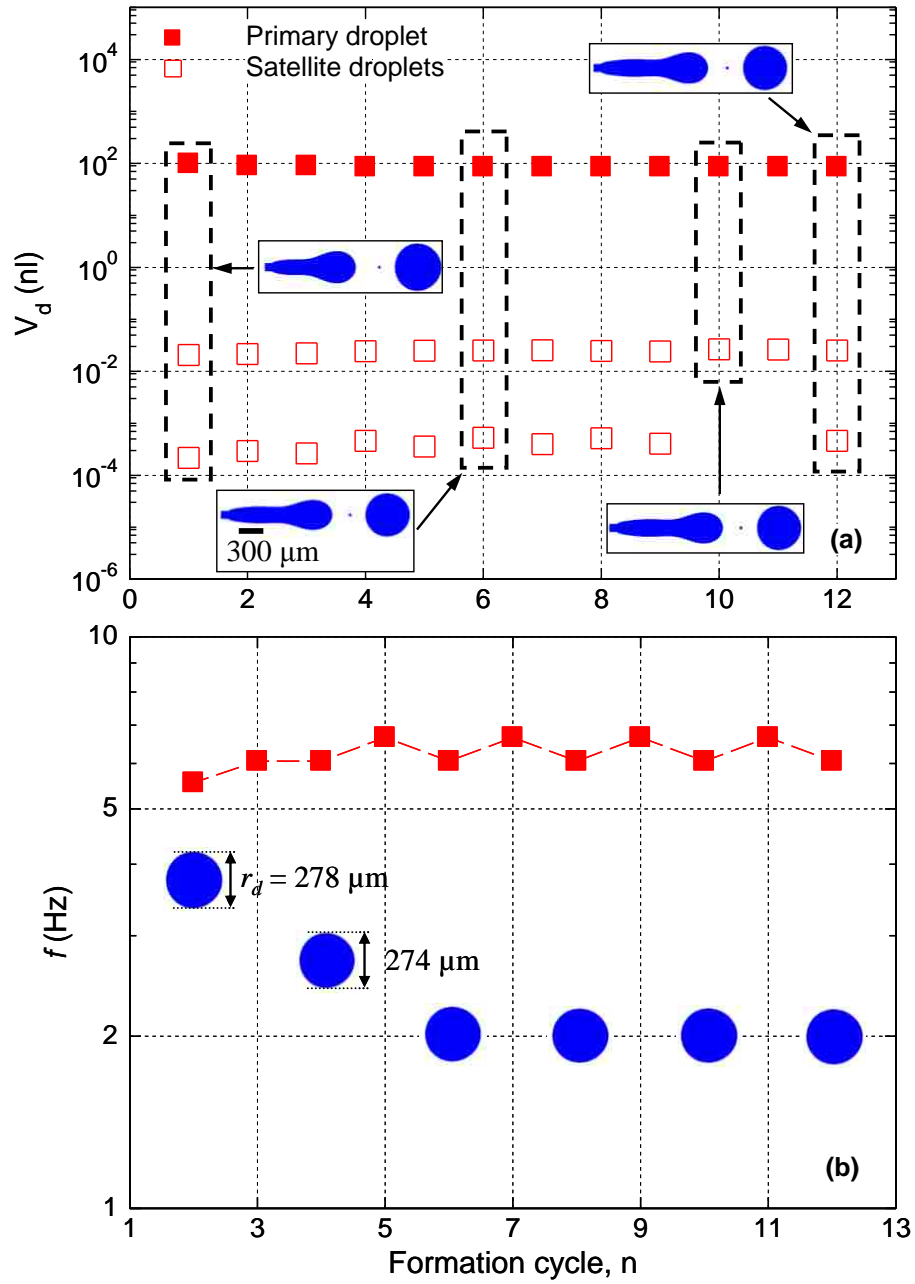 Primary droplet
Satellite droplets
10^4
10^2
10^0
10^-2
10^-4
10^-6
V_d (nl)
300 µm
(a)
0 2 4 6 8 10 12
10
5
2
1
f (Hz)
r_d = 278 µm
274 µm
(b)
1 3 5 7 9 11 13
Formation cycle, n